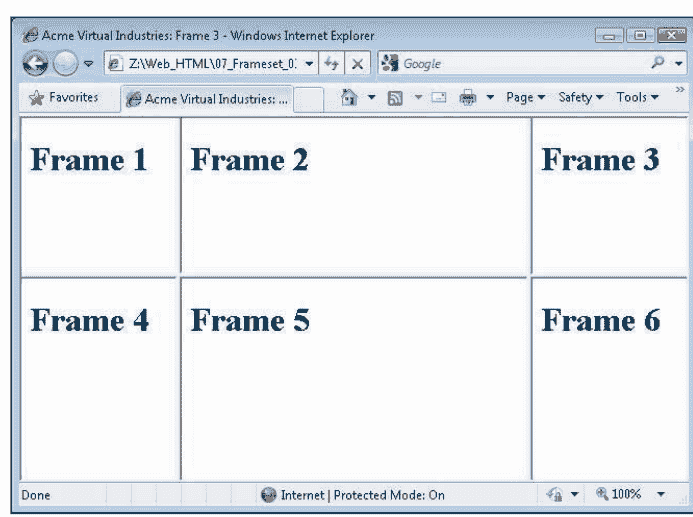 Acme Virtual Industries: Frame 3 - Windows Internet Explorer
Z:\Web_HTML\07_Frameset_0 Google
Favorites Acme Virtual Industries: ... Page Safety Tools »
Frame 1 Frame 2 Frame 3
Frame 4 Frame 5 Frame 6
Done Internet | Protected Mode: On 100%